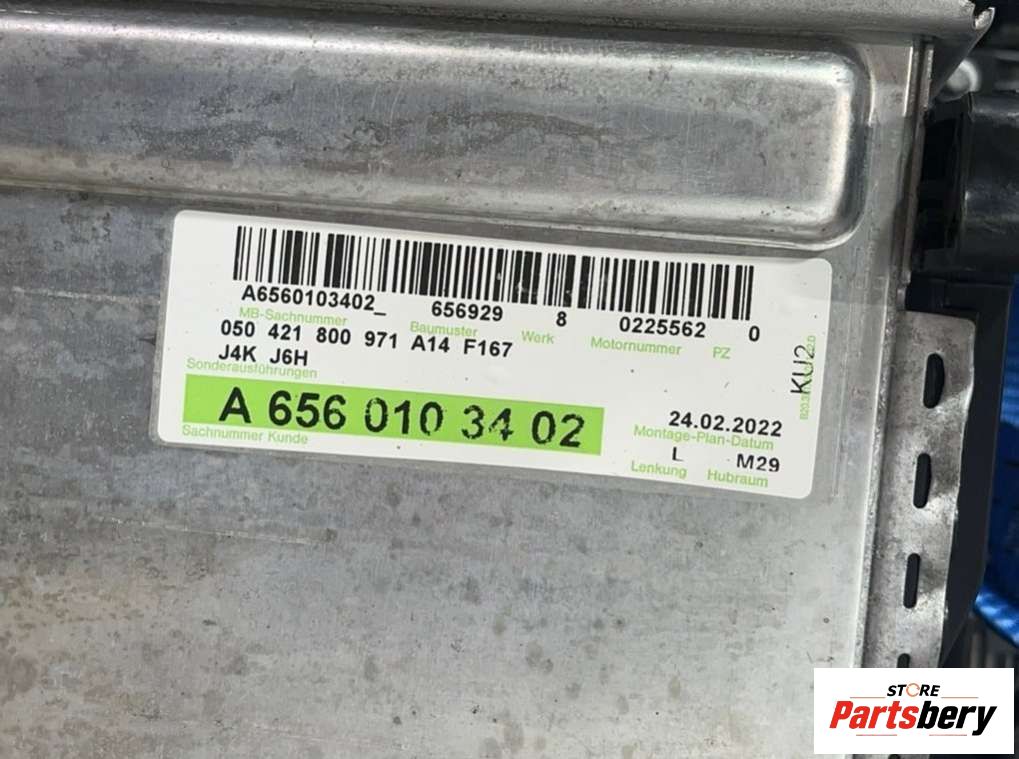 A6560103402_ 656929 8 0225562 0
MB-Sachnummer Baumuster Werk Motornummer PZ
050 421 800 971 A14 F167
J4K J6H
Sonderausführungen
KU2
A 656 010 34 02
Sachnummer Kunde
24.02.2022
Montage-Plan-Datum
L M29
Lenkung Hubraum
STORE
Partsbery